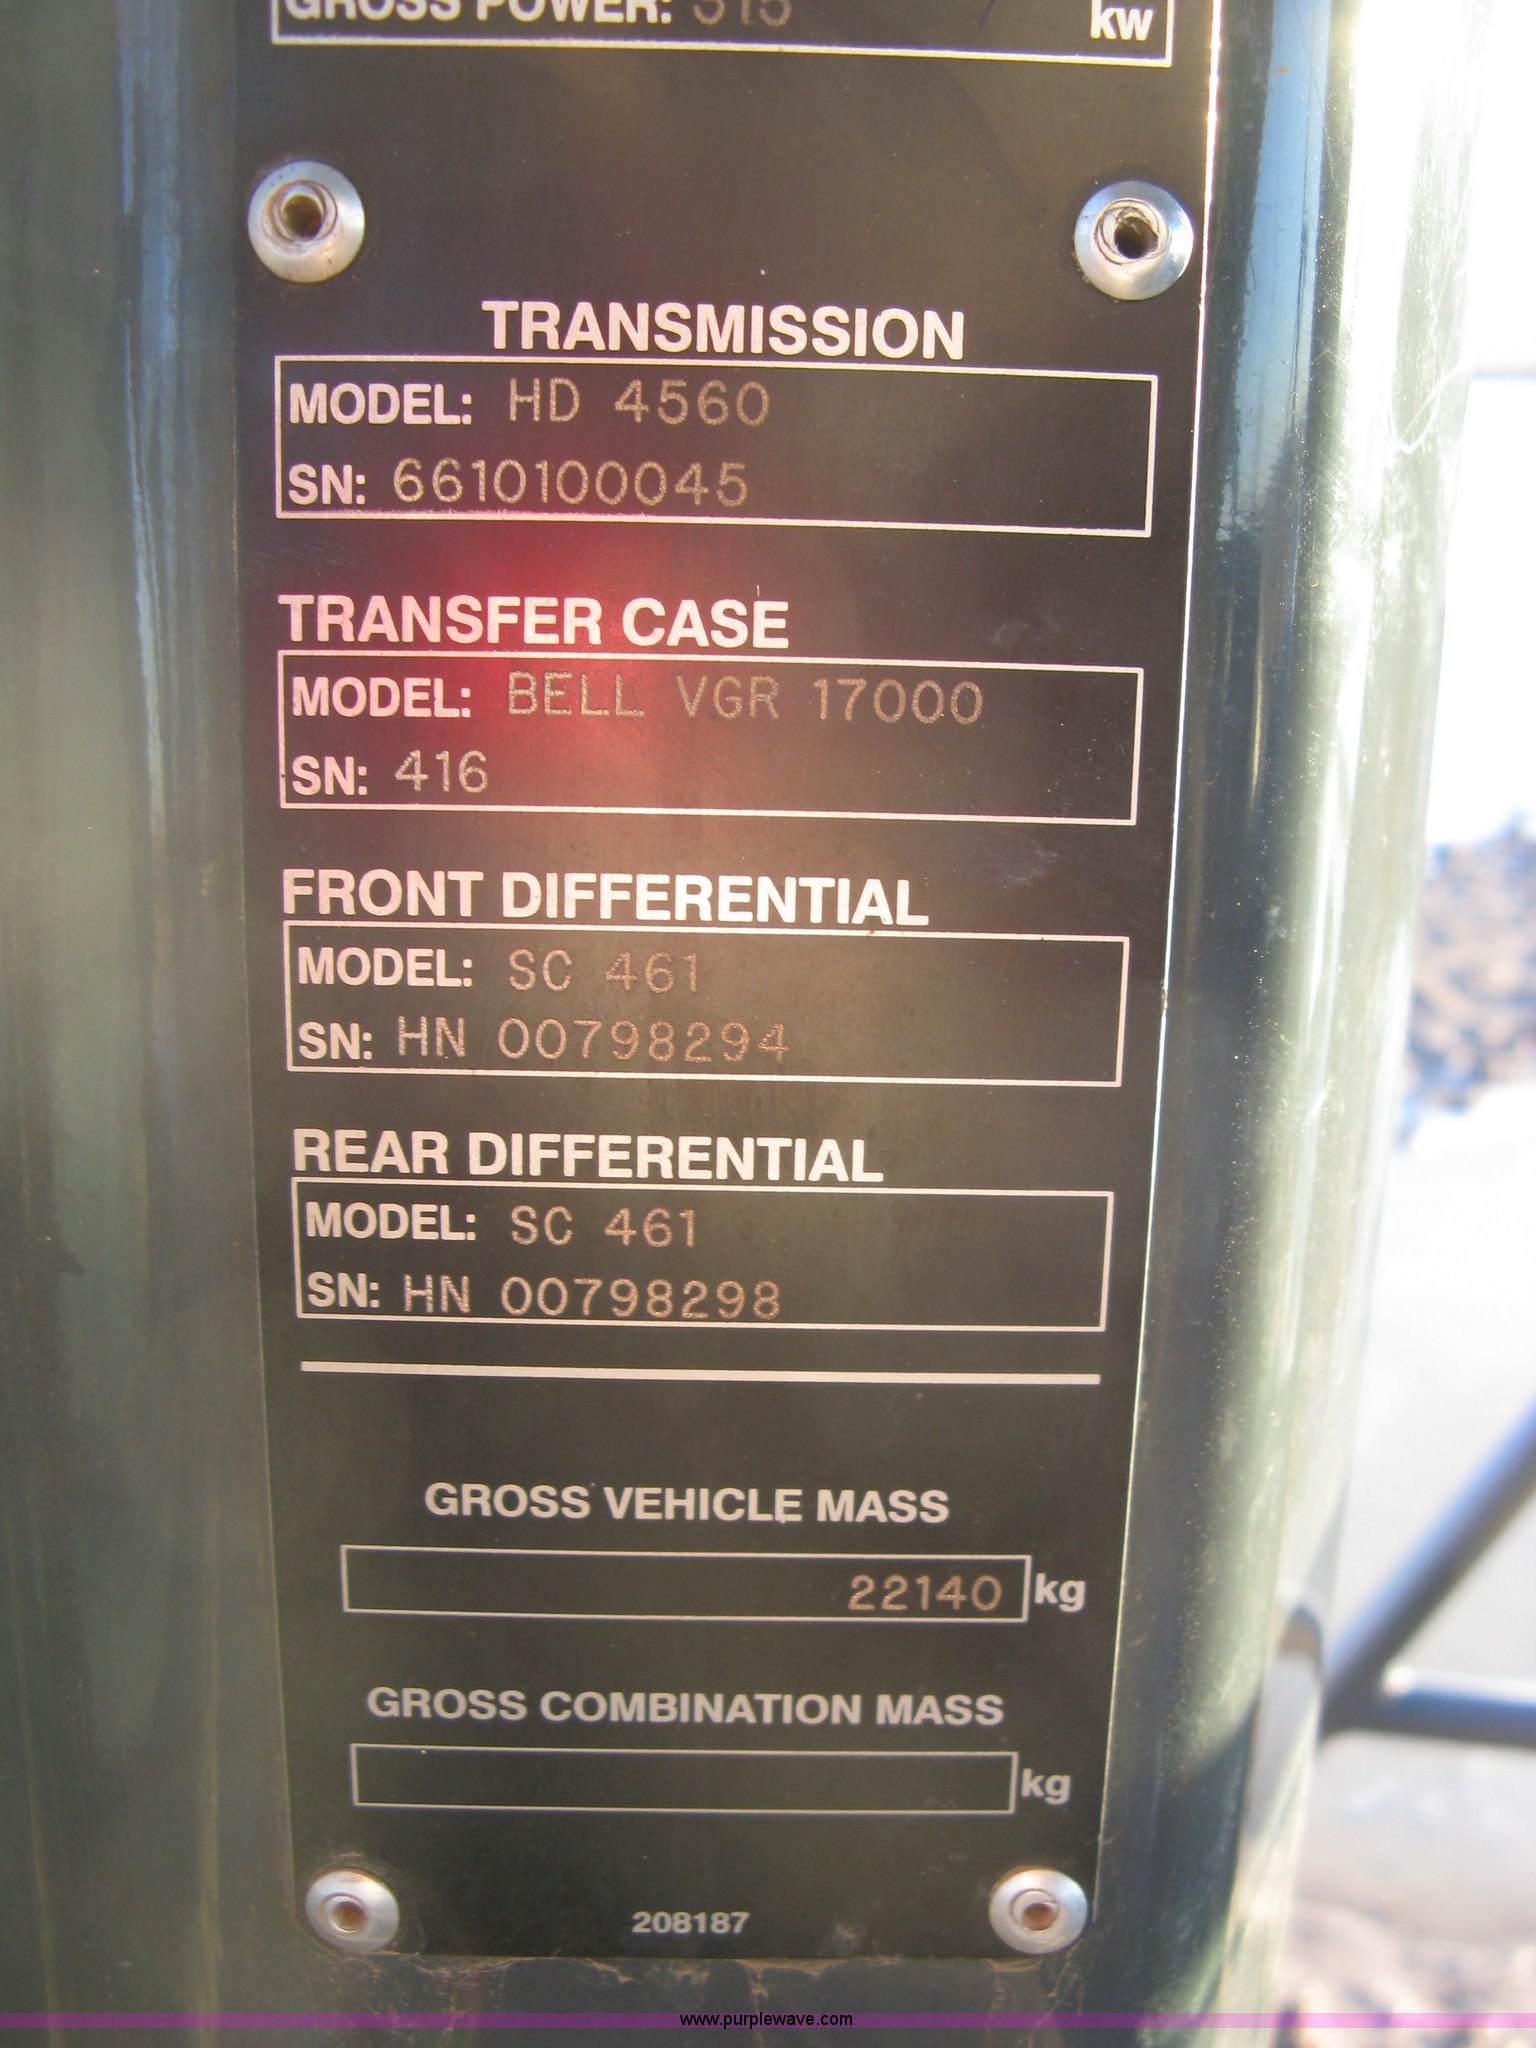 GROSS POWER: 315 kw
TRANSMISSION
MODEL: HD 4560
SN: 6610100045
TRANSFER CASE
MODEL: BELL VGR 17000
SN: 416
FRONT DIFFERENTIAL
MODEL: SC 461
SN: HN 00798294
REAR DIFFERENTIAL
MODEL: SC 461
SN: HN 00798298
GROSS VEHICLE MASS
22140 kg
GROSS COMBINATION MASS
kg
208187
www.purplewave.com